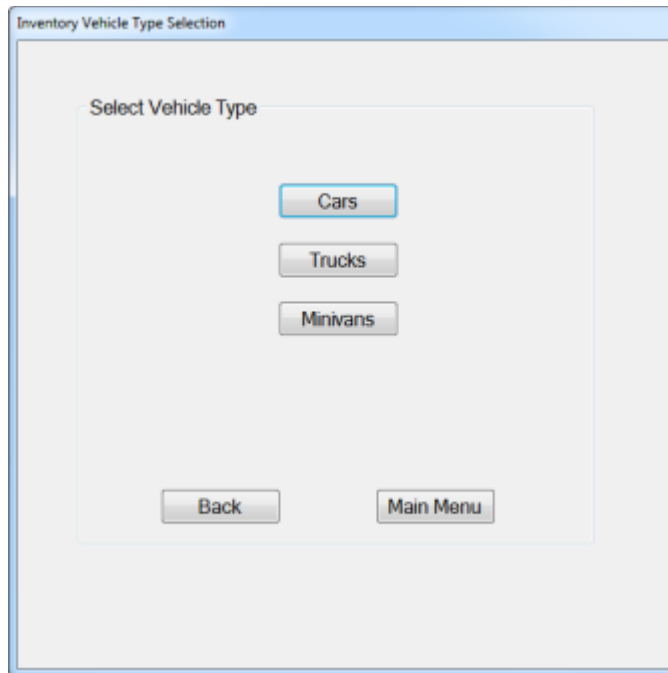 Inventory Vehicle Type Selection
Select Vehicle Type
Cars
Trucks
Minivans
Back
Main Menu